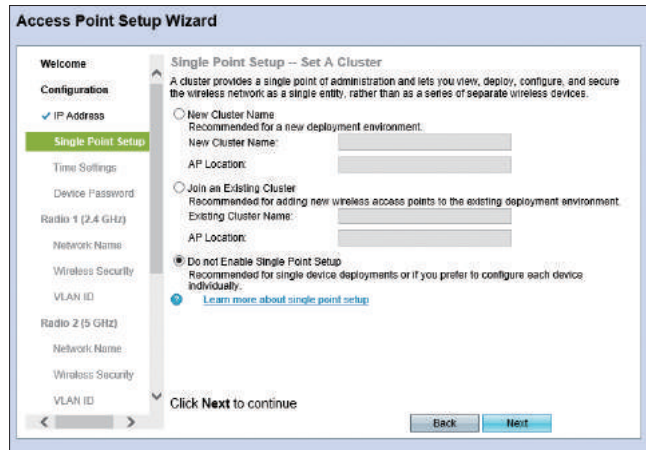 Access Point Setup Wizard
Welcome
Configuration
IP Address
Single Point Setup
Time Settings
Device Password
Radio 1 (2.4 GHz)
Network Name
Wireless Security
VLAN ID
Radio 2 (5 GHz)
Network Name
Wireless Security
VLAN ID
Single Point Setup -- Set A Cluster
A cluster provides a single point of administration and lets you view, deploy, configure, and secure
the wireless network as a single entity, rather than as a series of separate wireless devices.
New Cluster Name
Recommended for a new deployment environment.
New Cluster Name:
AP Location:
Join an Existing Cluster
Recommended for adding new wireless access points to the existing deployment environment.
Existing Cluster Name:
AP Location:
Do not Enable Single Point Setup
Recommended for single device deployments or if you prefer to configure each device
individually.
? Learn more about single point setup
Click Next to continue
Back
Next